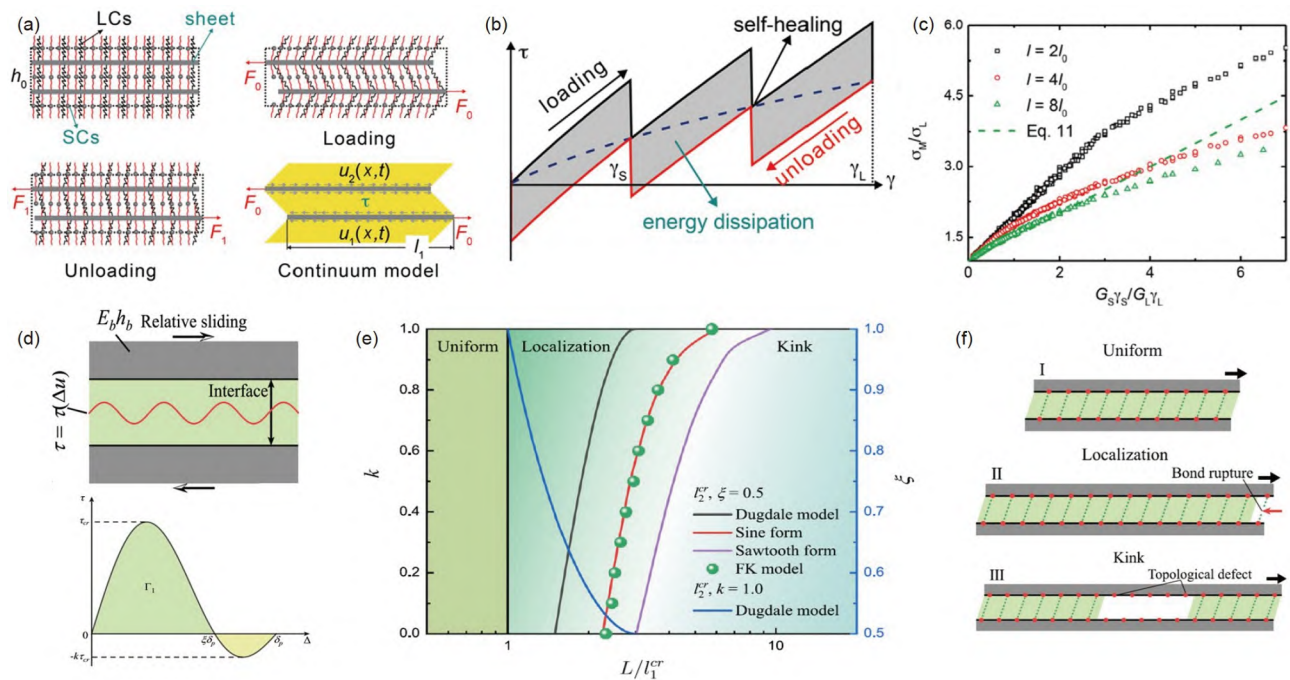 (a)
LCs
sheet
h0
SCs
F0
F0
Loading
F1
F1
Unloading
u2(x,t)
F0
τ
u1(x,t)
F0
l1
Continuum model
(b)
τ
self-healing
loading
unloading
γS
γL
γ
energy dissipation
(c)
σM/σL
6.0
4.5
3.0
1.5
l = 2l0
l = 4l0
l = 8l0
Eq. 11
0
2
4
6
GSγS/GLγL
(d)
Ebhb
Relative sliding
Interface
τ = τ(Δu)
τ
τcr
Γ1
0
ξδp
δp
Δ
-kτcr
(e)
k
1.0
0.8
0.6
0.4
0.2
0.0
Uniform
Localization
Kink
l2cr, ξ = 0.5
Dugdale model
Sine form
Sawtooth form
FK model
l2cr, k = 1.0
Dugdale model
1.0
0.9
0.8
0.7
0.6
0.5
ξ
1
10
L/l1cr
(f)
Uniform
I
Localization
II
Bond rupture
Kink
III
Topological defect